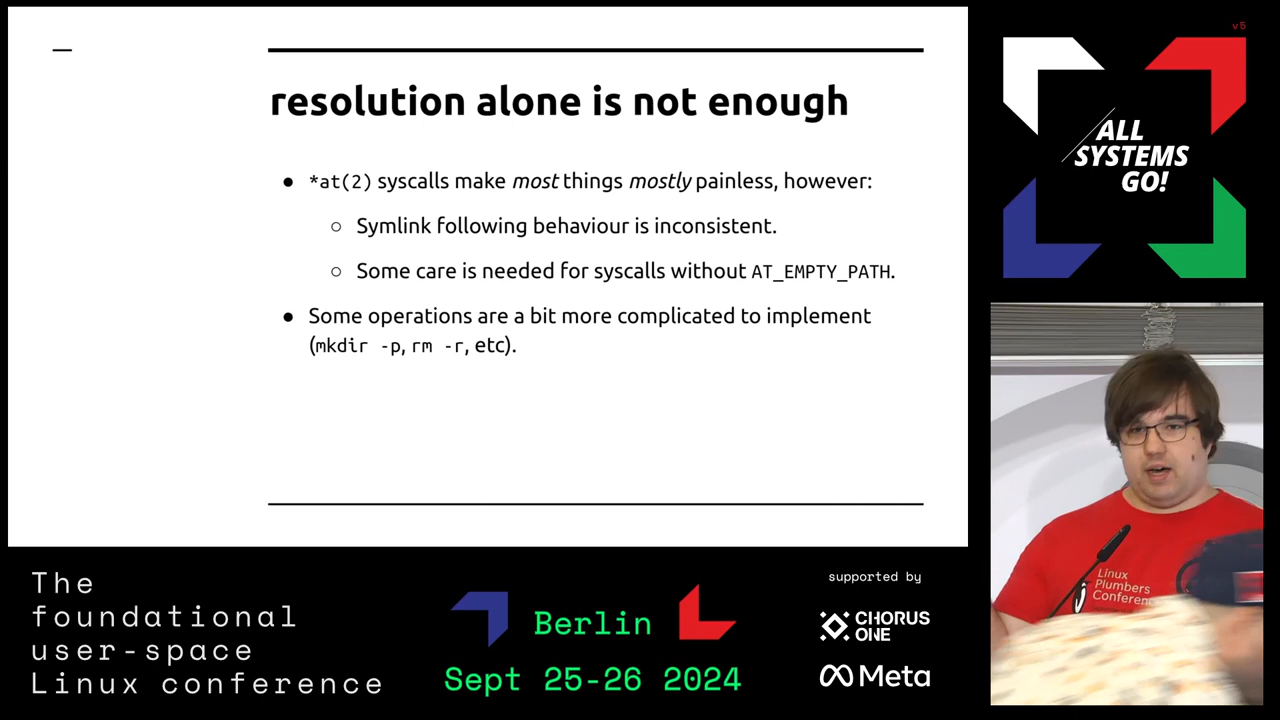 resolution alone is not enough
● *at(2) syscalls make most things mostly painless, however:
○ Symlink following behaviour is inconsistent.
○ Some care is needed for syscalls without AT_EMPTY_PATH.
● Some operations are a bit more complicated to implement
(mkdir -p, rm -r, etc).
v5
ALL
SYSTEMS
GO!
Linux
Plumbers
Conference
The
foundational
user-space
Linux conference
Berlin
Sept 25-26 2024
supported by
CHORUS
ONE
Meta